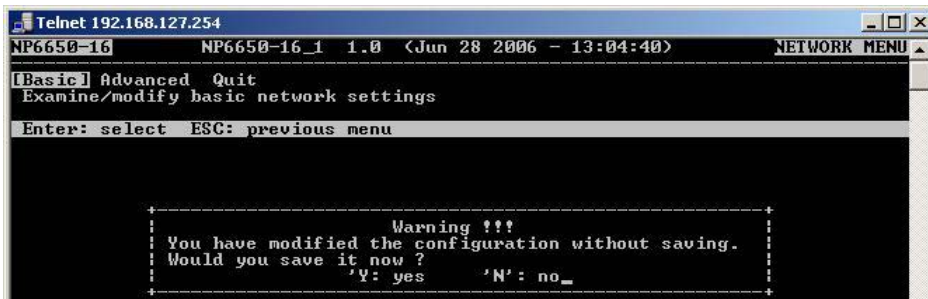 Telnet 192.168.127.254
NP6650-16 NP6650-16_1 1.0 (Jun 28 2006 - 13:04:40) NETWORK MENU
[Basic] Advanced Quit
Examine/modify basic network settings
Enter: select ESC: previous menu
Warning !!!
You have modified the configuration without saving.
Would you save it now ?
'Y: yes 'N': no_